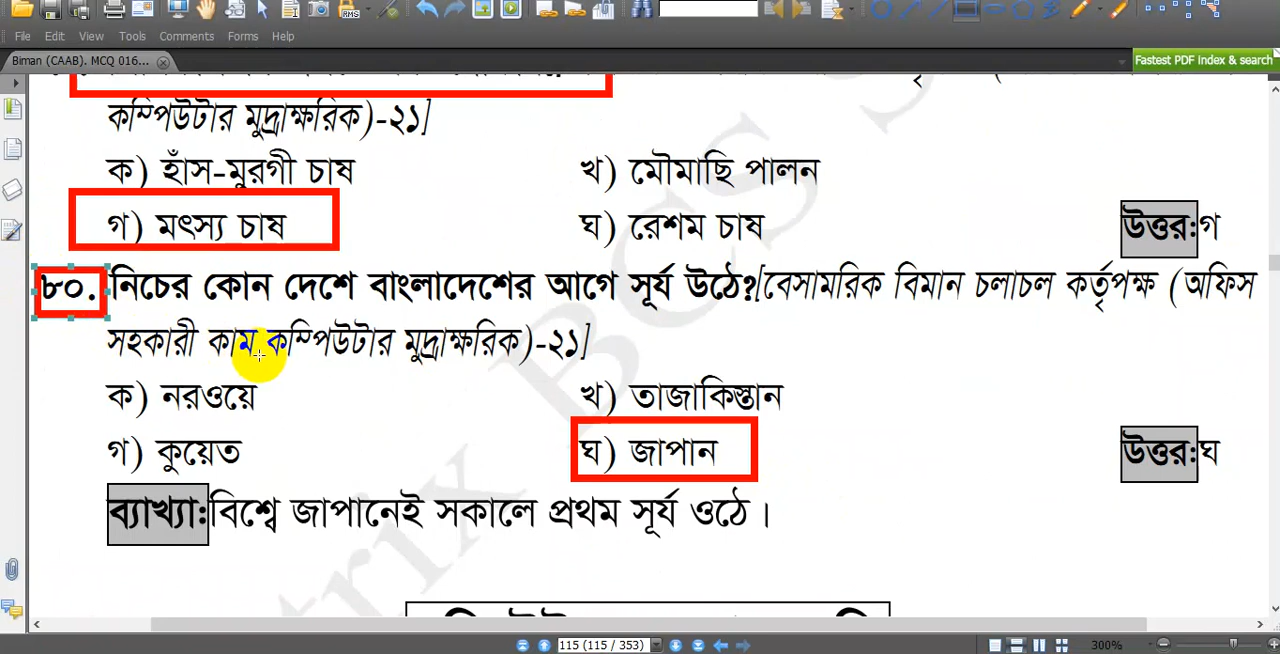 File Edit View Tools Comments Forms Help
Biman (CAAB). MCQ 016...
Fastest PDF Index & search
কম্পিউটার মুদ্রাক্ষরিক)-২১]
ক) হাঁস-মুরগী চাষ খ) মৌমাছি পালন
গ) মৎস্য চাষ ঘ) রেশম চাষ উত্তর:গ
৮০. নিচের কোন দেশে বাংলাদেশের আগে সূর্য উঠে?[বেসামরিক বিমান চলাচল কর্তৃপক্ষ (অফিস
সহকারী কাম কম্পিউটার মুদ্রাক্ষরিক)-২১]
ক) নরওয়ে খ) তাজাকিস্তান
গ) কুয়েত ঘ) জাপান উত্তর:ঘ
ব্যাখ্যা:বিশ্বে জাপানেই সকালে প্রথম সূর্য ওঠে।
115 (115 / 353) 300%